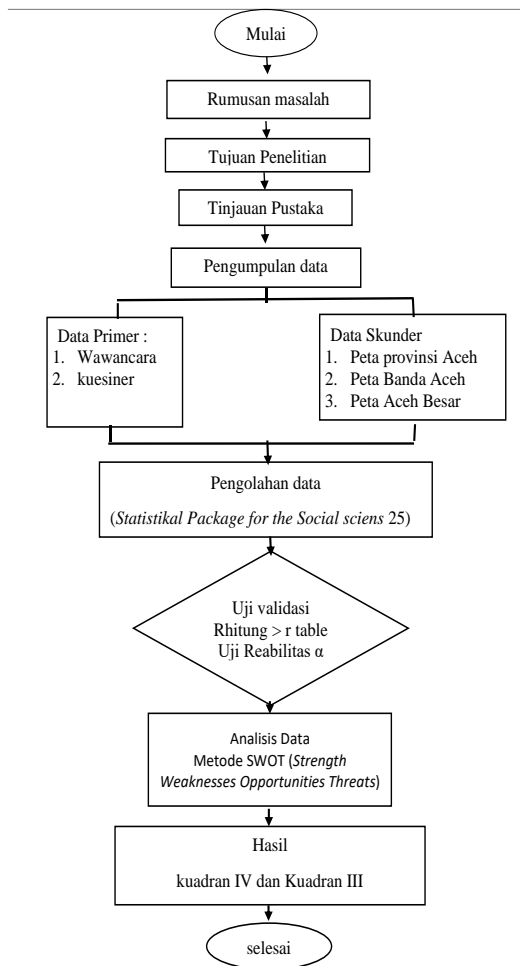 Mulai
Rumusan masalah
Tujuan Penelitian
Tinjauan Pustaka
Pengumpulan data
Data Primer :
1. Wawancara
2. kuesiner
Data Skunder
1. Peta provinsi Aceh
2. Peta Banda Aceh
3. Peta Aceh Besar
Pengolahan data
(Statistikal Package for the Social sciens 25)
Uji validasi
Rhitung > r table
Uji Reabilitas α
Analisis Data
Metode SWOT (Strength
Weaknesses Opportunities Threats)
Hasil
kuadran IV dan Kuadran III
selesai